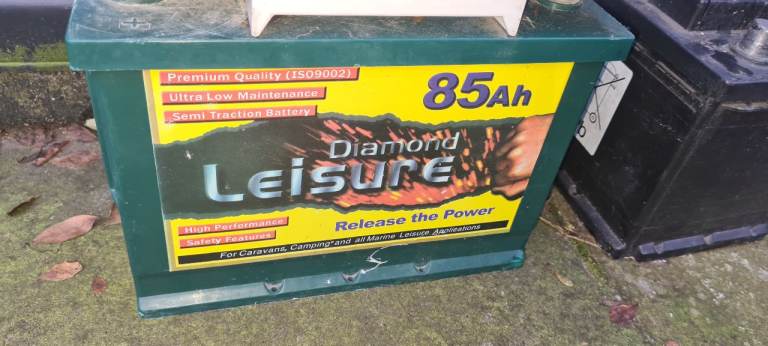 Premium Quality (ISO9002)
Ultra Low Maintenance
Semi Traction Battery
85Ah
Diamond
Leisure
Release the Power
High Performance
Safety Features
For Caravans, Camping and all Marine Leisure Applications